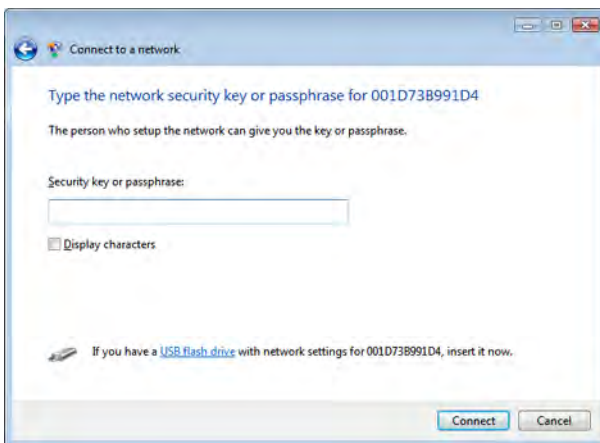 Connect to a network
Type the network security key or passphrase for 001D73B991D4
The person who setup the network can give you the key or passphrase.
Security key or passphrase:
Display characters
If you have a USB flash drive with network settings for 001D73B991D4, insert it now.
Connect Cancel